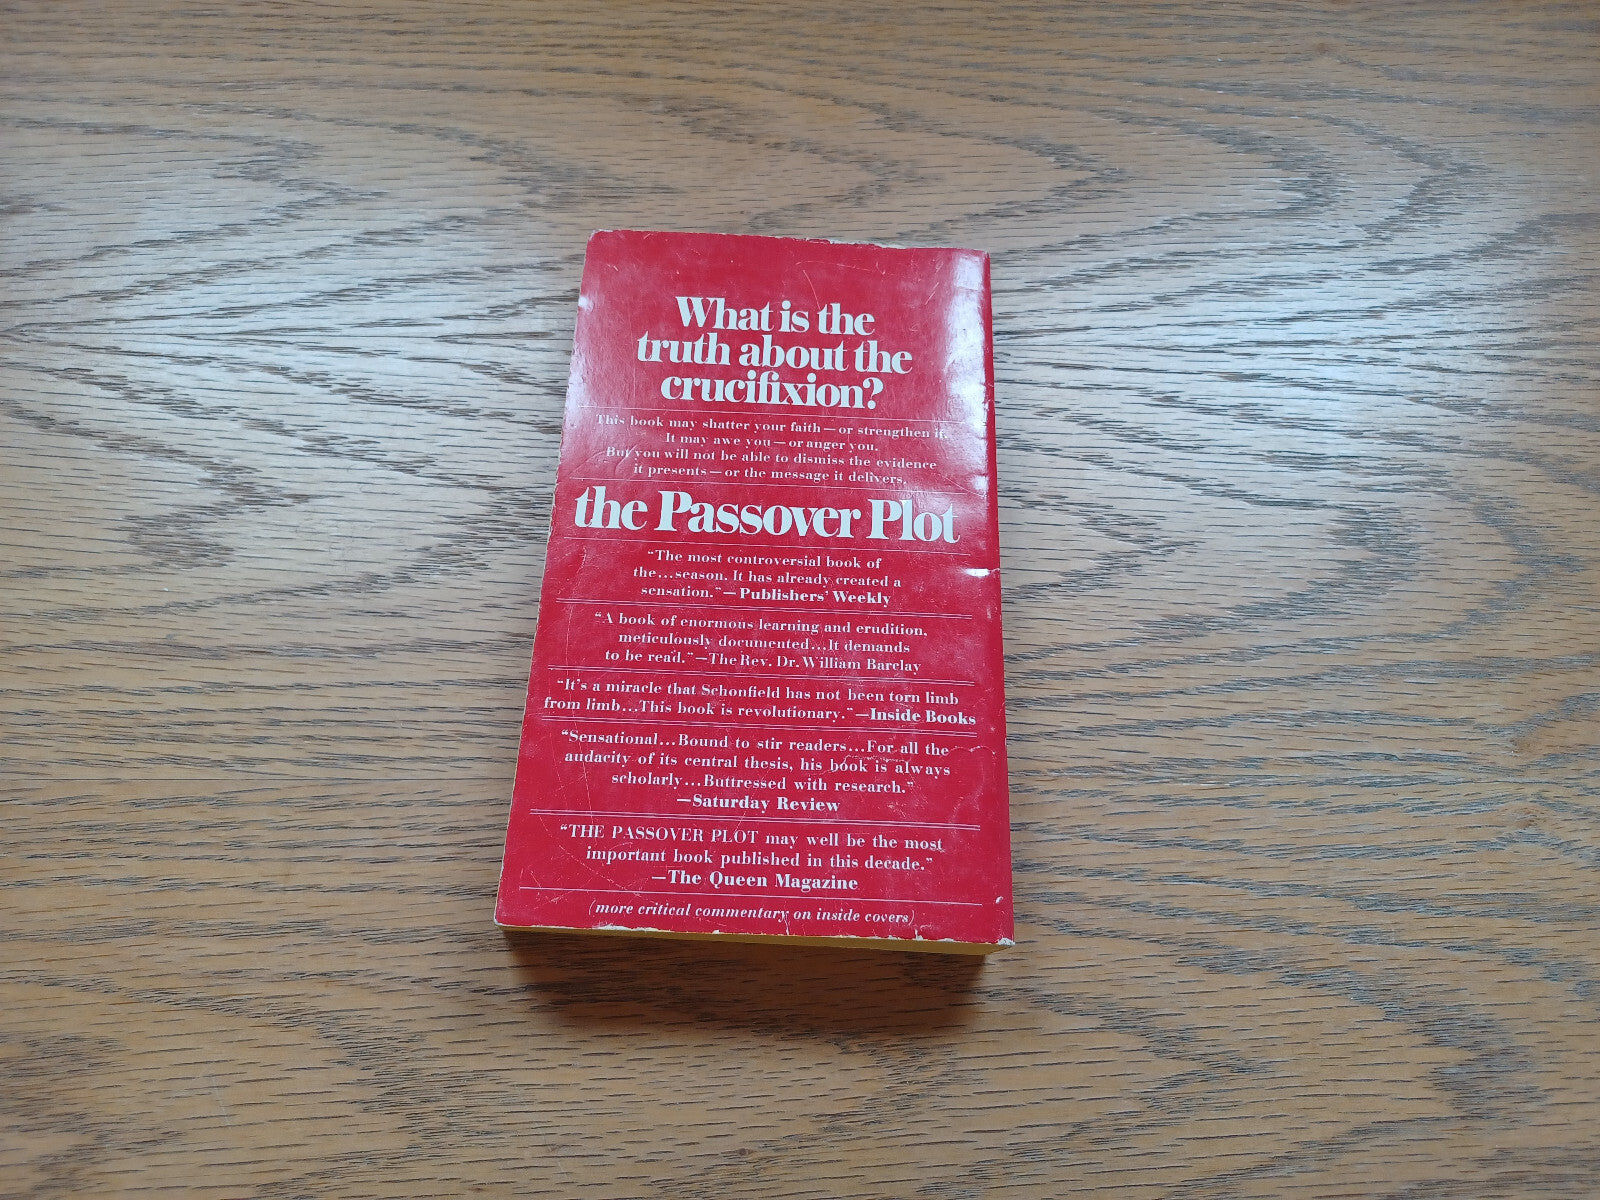 What is the
truth about the
crucifixion?
This book may shatter your faith—or strengthen it.
It may awe you—or anger you.
But you will not be able to dismiss the evidence
it presents—or the message it delivers.
the Passover Plot
“The most controversial book of
the...season. It has already created a
sensation.”—Publishers' Weekly
“A book of enormous learning and erudition,
meticulously documented...It demands
to be read.”—The Rev. Dr. William Barclay
“It's a miracle that Schonfield has not been torn limb
from limb...This book is revolutionary.”—Inside Books
“Sensational...Bound to stir readers...For all the
audacity of its central thesis, his book is always
scholarly...Buttressed with research.”
—Saturday Review
“THE PASSOVER PLOT may well be the most
important book published in this decade.”
—The Queen Magazine
(more critical commentary on inside covers)